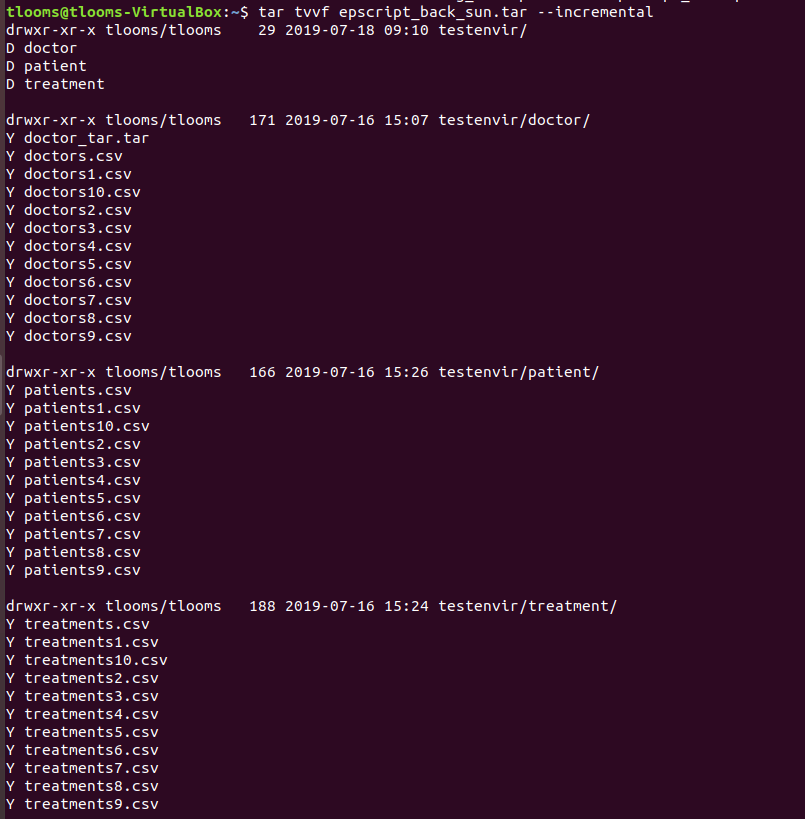 tlooms@tlooms-VirtualBox:~$ tar tvvf epscript_back_sun.tar --incremental
drwxr-xr-x tlooms/tlooms    29 2019-07-18 09:10 testenvir/
D doctor
D patient
D treatment

drwxr-xr-x tlooms/tlooms   171 2019-07-16 15:07 testenvir/doctor/
Y doctor_tar.tar
Y doctors.csv
Y doctors1.csv
Y doctors10.csv
Y doctors2.csv
Y doctors3.csv
Y doctors4.csv
Y doctors5.csv
Y doctors6.csv
Y doctors7.csv
Y doctors8.csv
Y doctors9.csv

drwxr-xr-x tlooms/tlooms   166 2019-07-16 15:26 testenvir/patient/
Y patients.csv
Y patients1.csv
Y patients10.csv
Y patients2.csv
Y patients3.csv
Y patients4.csv
Y patients5.csv
Y patients6.csv
Y patients7.csv
Y patients8.csv
Y patients9.csv

drwxr-xr-x tlooms/tlooms   188 2019-07-16 15:24 testenvir/treatment/
Y treatments.csv
Y treatments1.csv
Y treatments10.csv
Y treatments2.csv
Y treatments3.csv
Y treatments4.csv
Y treatments5.csv
Y treatments6.csv
Y treatments7.csv
Y treatments8.csv
Y treatments9.csv